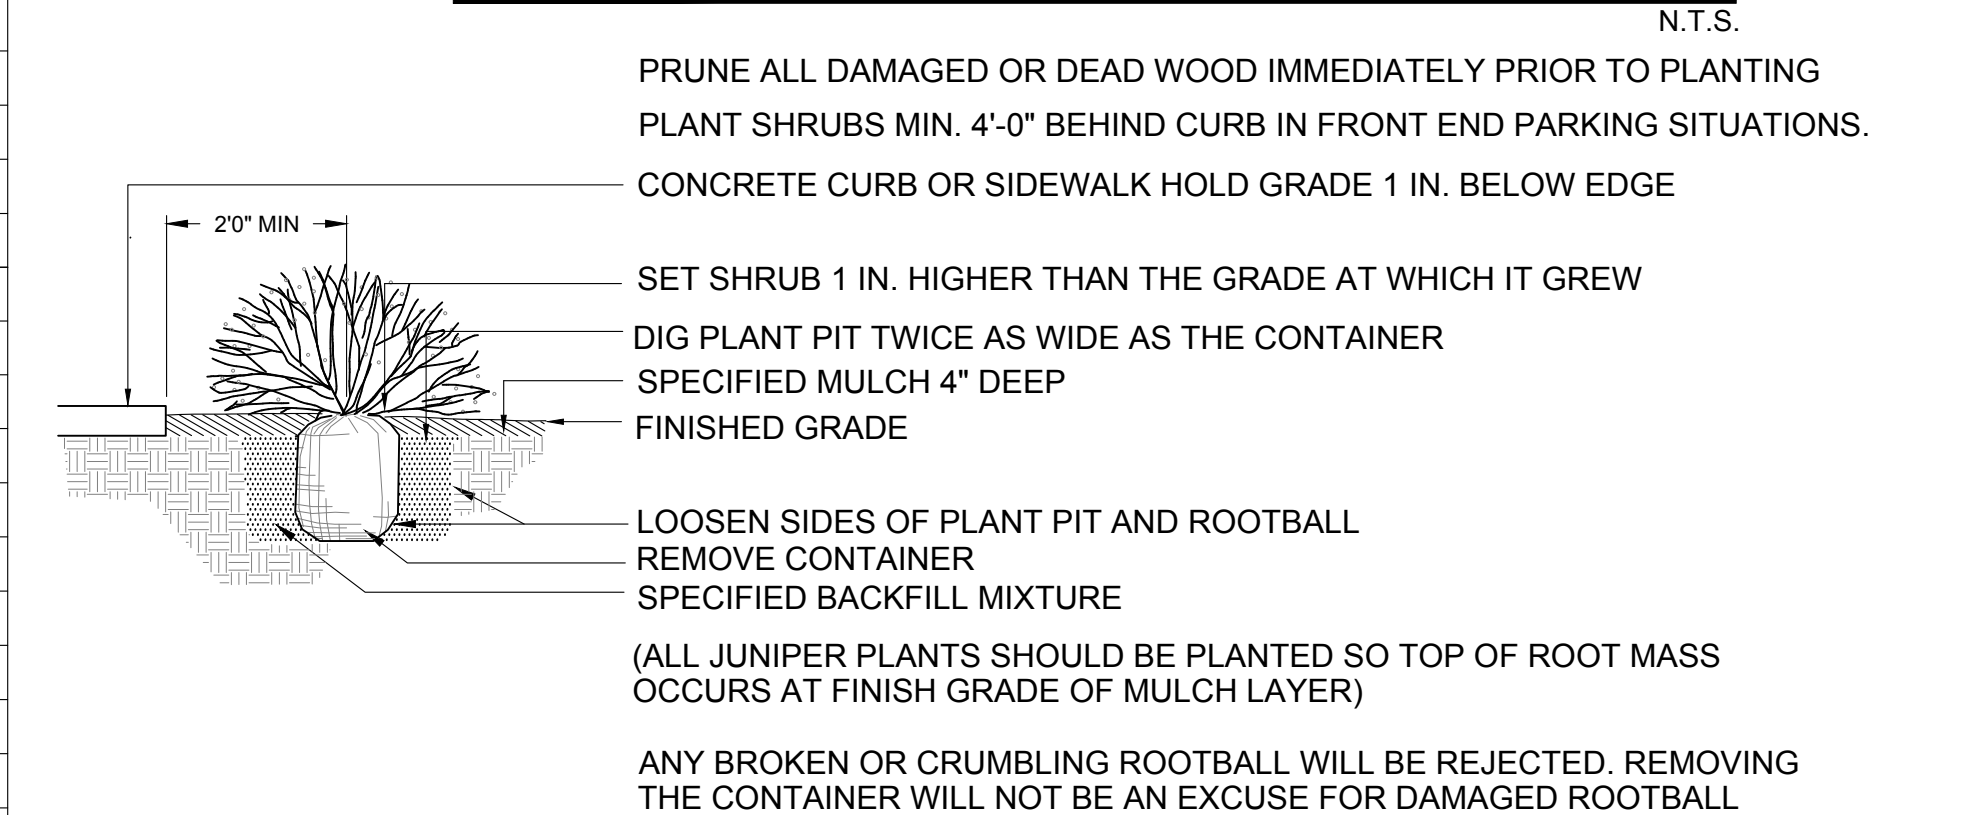 N.T.S.
PRUNE ALL DAMAGED OR DEAD WOOD IMMEDIATELY PRIOR TO PLANTING
PLANT SHRUBS MIN. 4'-0" BEHIND CURB IN FRONT END PARKING SITUATIONS.
CONCRETE CURB OR SIDEWALK HOLD GRADE 1 IN. BELOW EDGE
2'0" MIN
SET SHRUB 1 IN. HIGHER THAN THE GRADE AT WHICH IT GREW
DIG PLANT PIT TWICE AS WIDE AS THE CONTAINER
SPECIFIED MULCH 4" DEEP
FINISHED GRADE
LOOSEN SIDES OF PLANT PIT AND ROOTBALL
REMOVE CONTAINER
SPECIFIED BACKFILL MIXTURE
(ALL JUNIPER PLANTS SHOULD BE PLANTED SO TOP OF ROOT MASS
OCCURS AT FINISH GRADE OF MULCH LAYER)
ANY BROKEN OR CRUMBLING ROOTBALL WILL BE REJECTED. REMOVING
THE CONTAINER WILL NOT BE AN EXCUSE FOR DAMAGED ROOTBALL